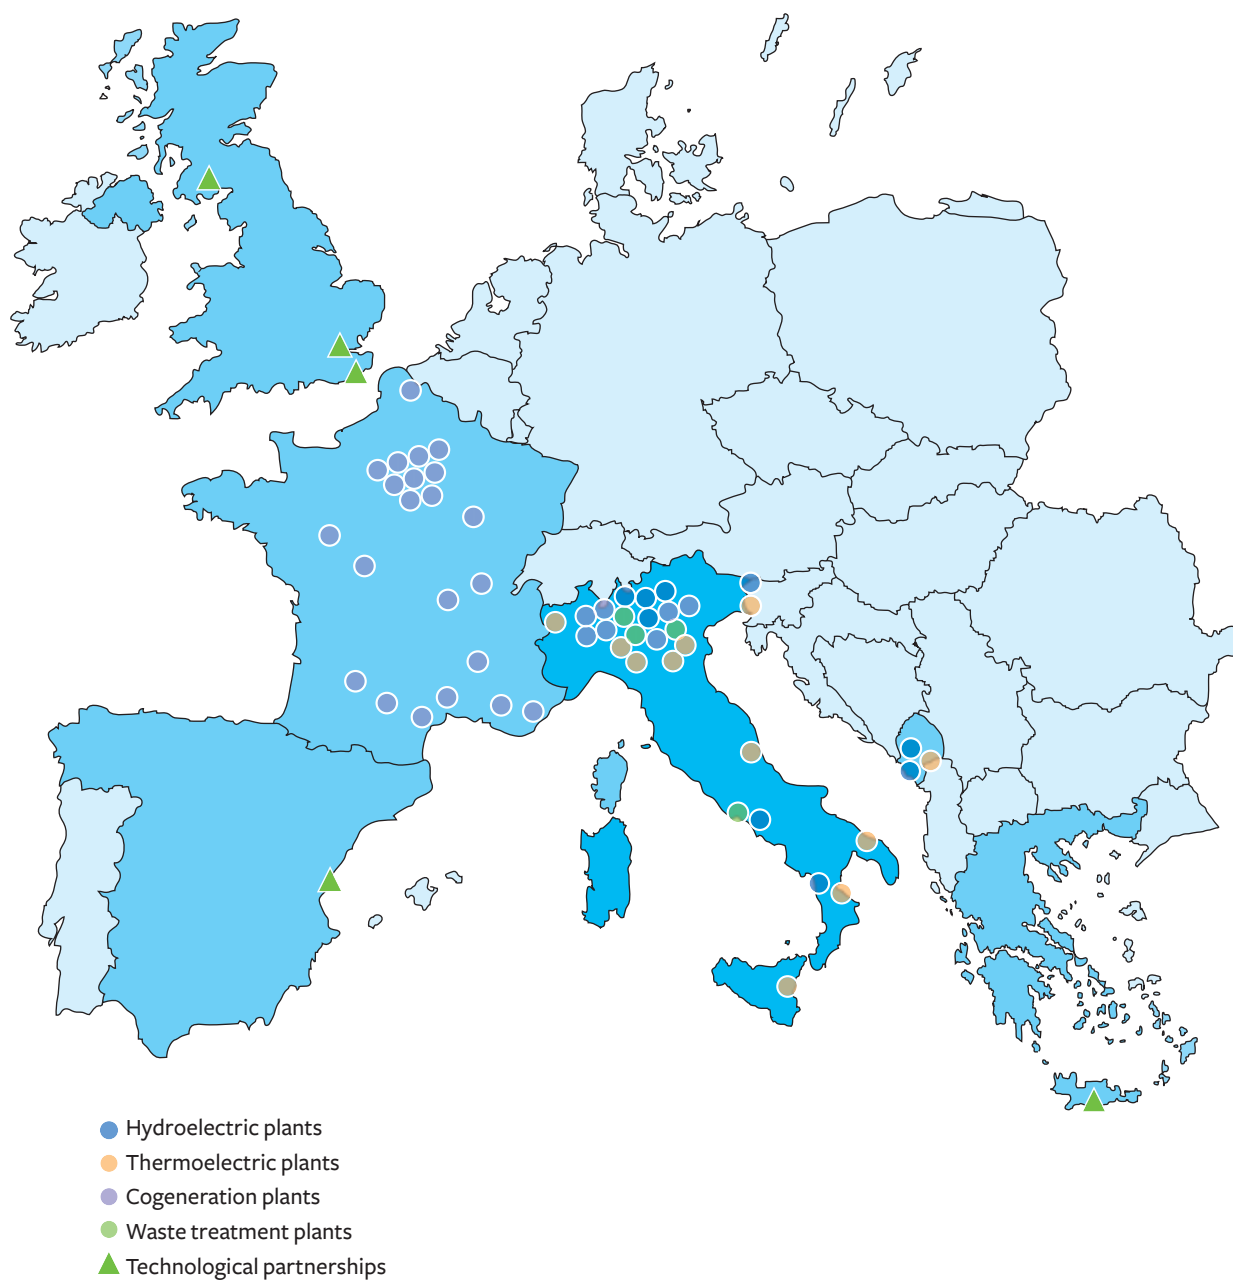 Hydroelectric plants
Thermoelectric plants
Cogeneration plants
Waste treatment plants
Technological partnerships